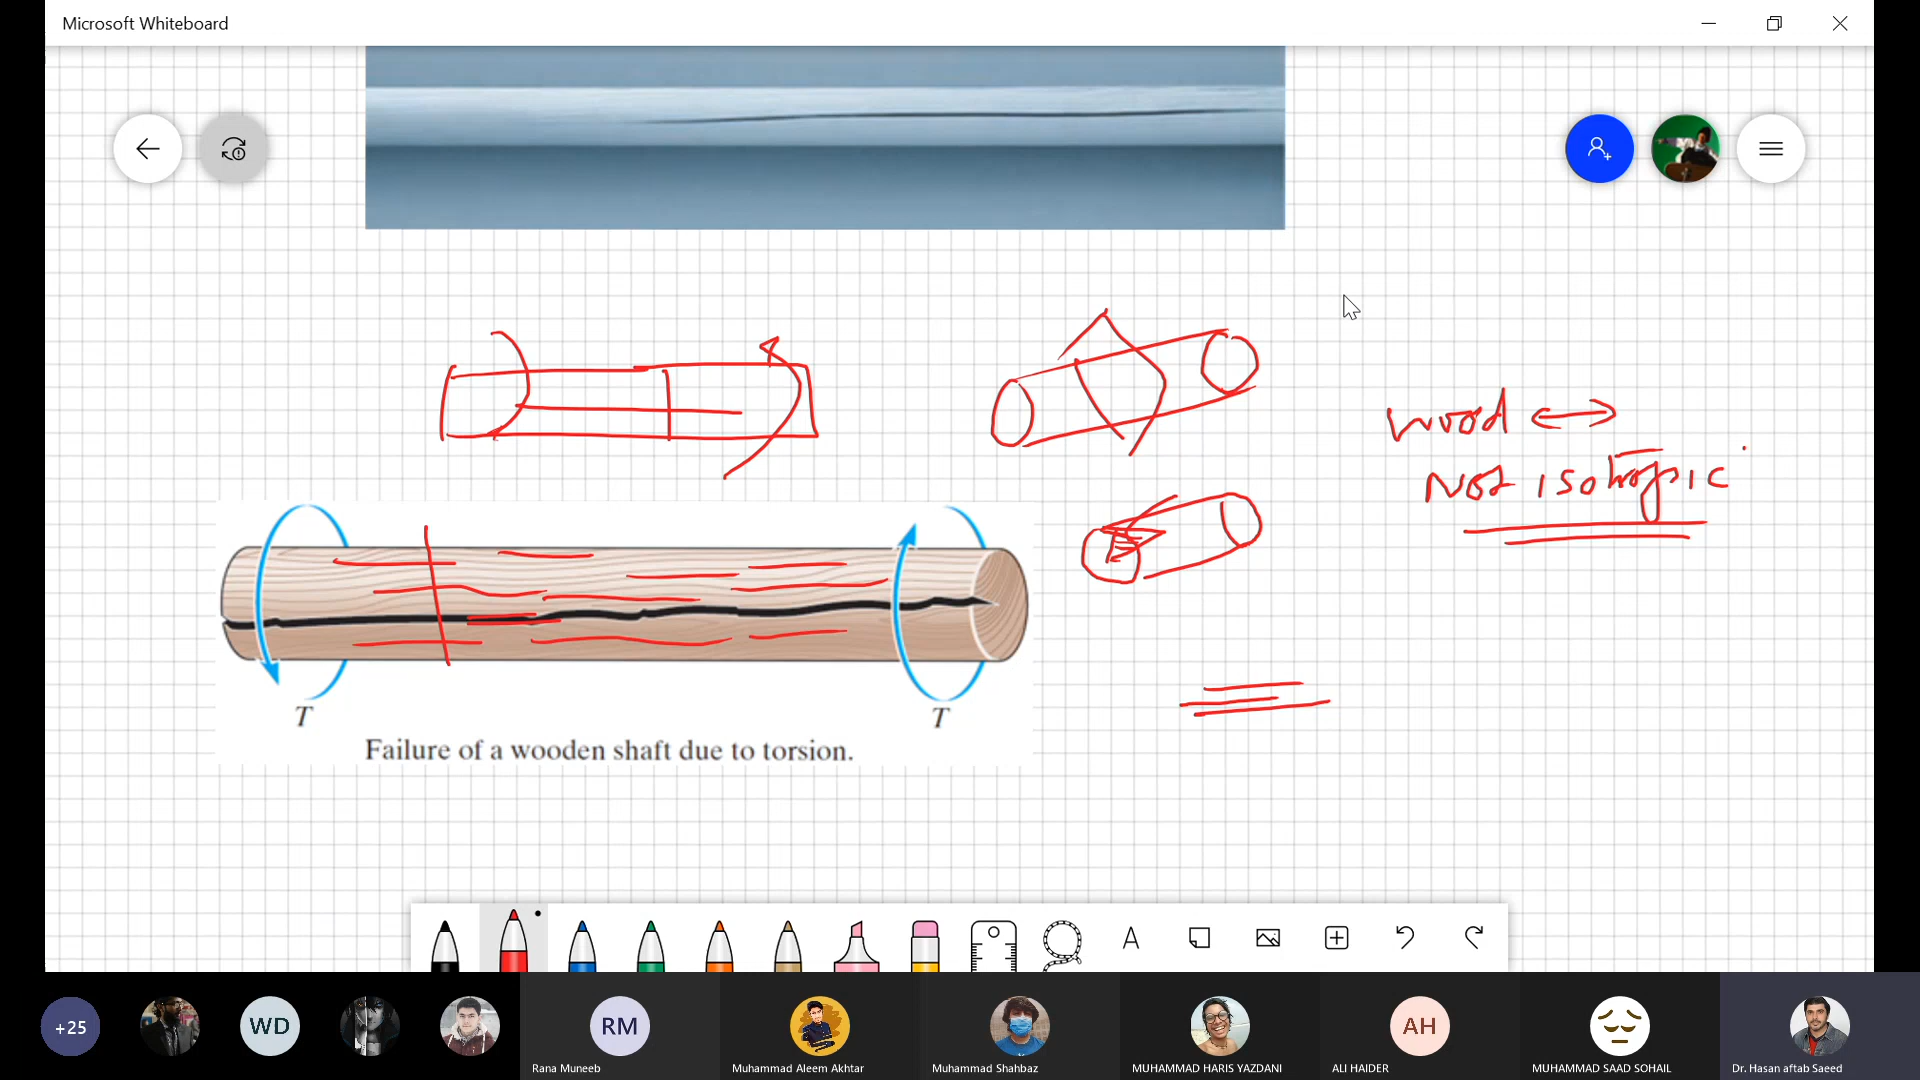 Microsoft Whiteboard
wood ↔
Not isotropic
T
T
Failure of a wooden shaft due to torsion.
A
+25
WD
RM
AH
Rana Muneeb
Muhammad Aleem Akhtar
Muhammad Shahbaz
MUHAMMAD HARIS YAZDANI
ALI HAIDER
MUHAMMAD SAAD SOHAIL
Dr. Hasan aftab Saeed